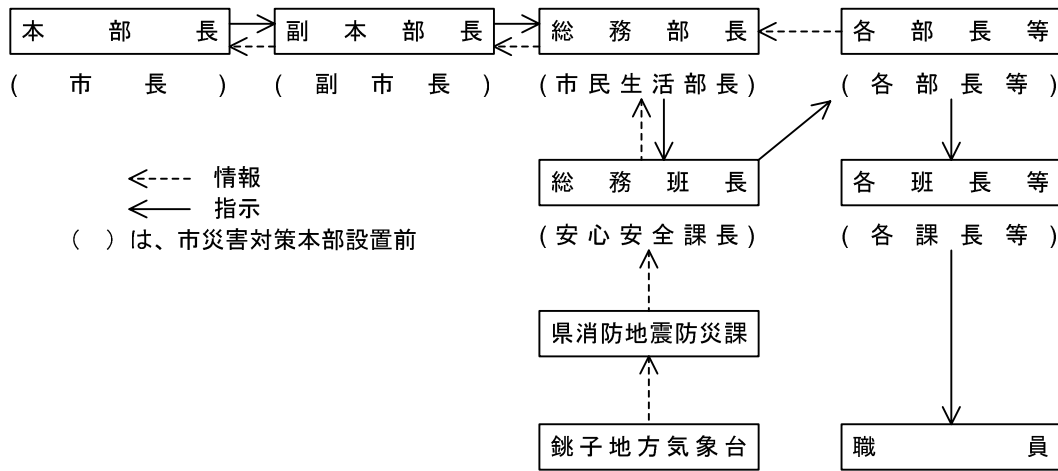 本部長 副本部長 総務部長 各部長等
(市長) (副市長) (市民生活部長) (各部長等)
情報
総務班長 各班長等
指示
( )は、市災害対策本部設置前
(安心安全課長) (各課長等)
県消防地震防災課
銚子地方気象台 職員